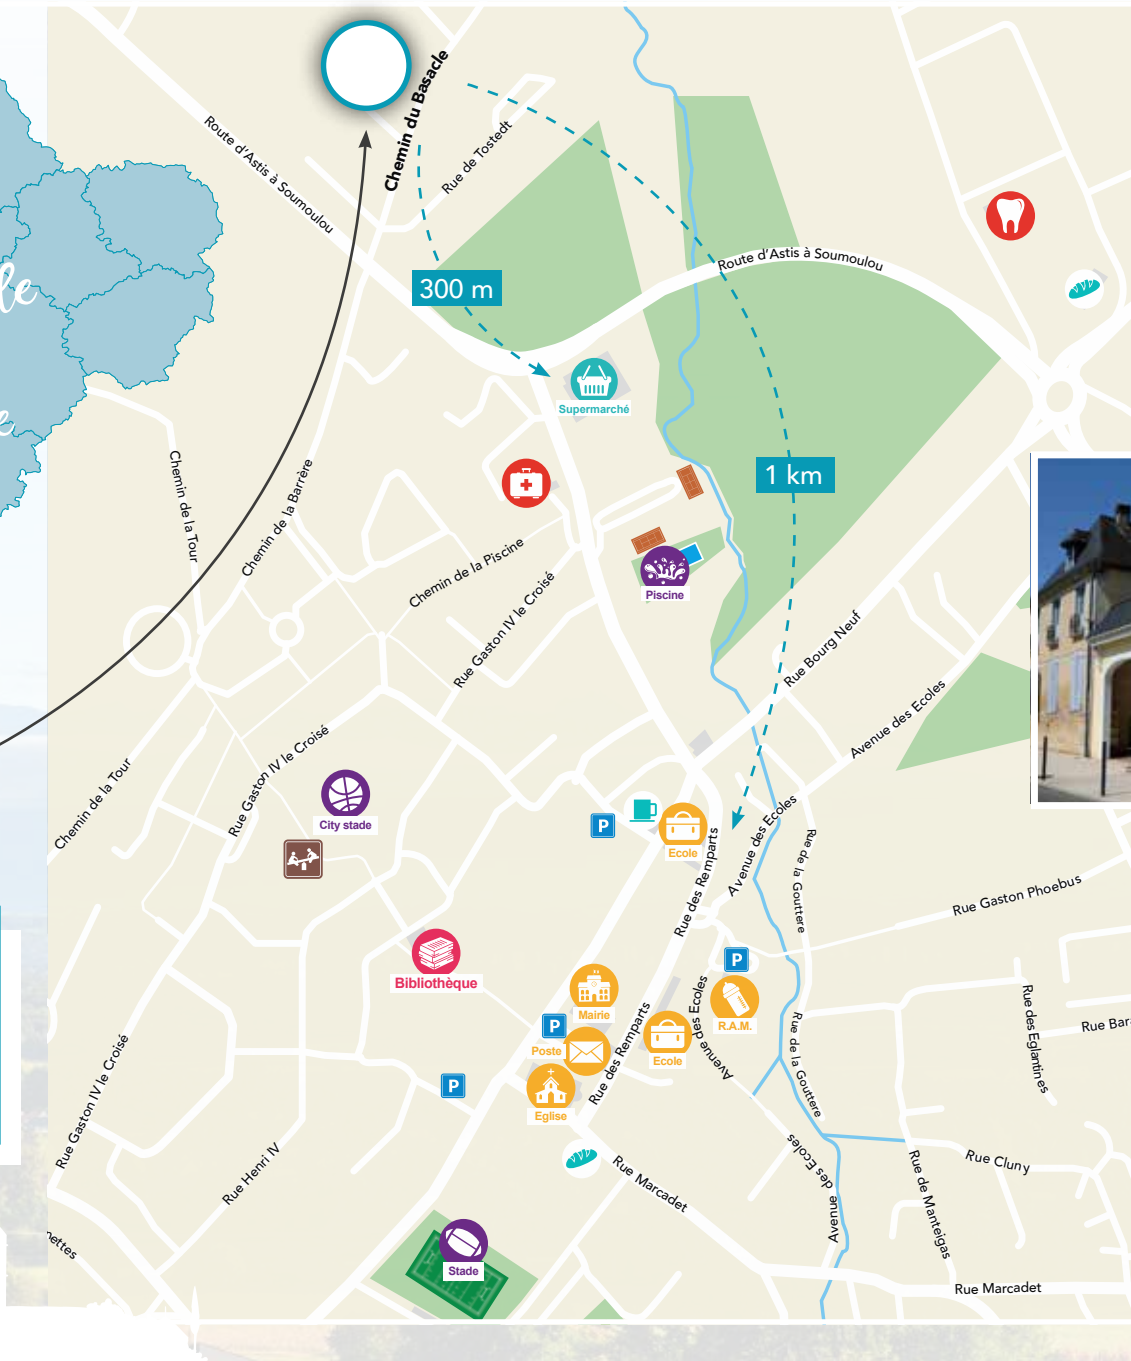 Chemin du Basacle
Route d'Astis à Soumoulou
Rue de Tostedt
le
300 m
Route d'Astis à Soumoulou
Supermarché
e
Chemin de la Tour
Chemin de la Barrère
1 km
Chemin de la Piscine
Piscine
Rue Gaston IV le Croisé
Rue Bourg Neuf
Avenue des Ecoles
Rue Gaston IV le Croisé
Chemin de la Tour
City stade
P
Ecole
Avenue des Ecoles
Rue de la Gouttere
Rue des Remparts
Rue Gaston Phoebus
Bibliothèque
P
Mairie
R.A.M.
Avenue des Ecoles
P
Poste
Ecole
Rue des Remparts
Rue de la Gouttere
Rue des Eglantines
Rue Bar
P
Eglise
Rue Gaston IV le Croisé
Rue Henri IV
Rue Marcadet
Avenue des Ecoles
Rue Cluny
Rue de Manteigas
nettes
Stade
Rue Marcadet